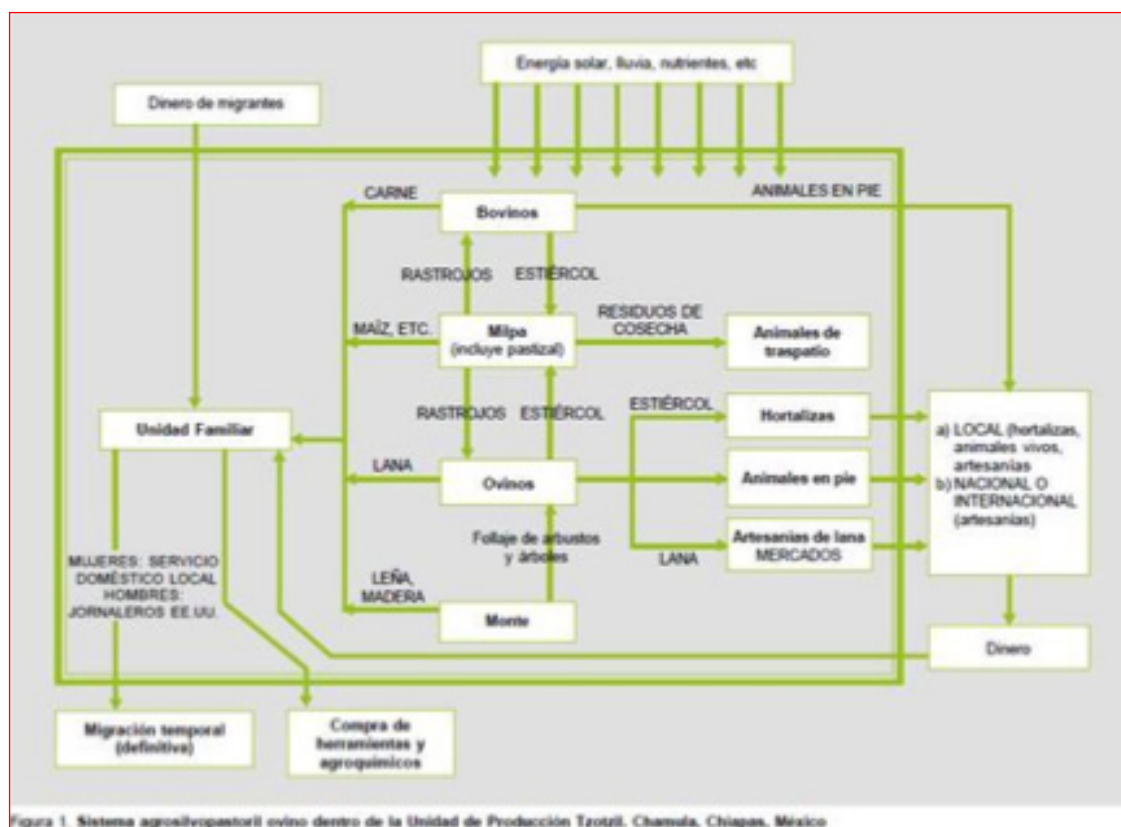 Energía solar, lluvia, nutrientes, etc
Dinero de migrantes
CARNE
ANIMALES EN PIE
Bovinos
RASTROJOS
ESTIÉRCOL
MAÍZ, ETC.
Milpa
(incluye pastizal)
RESIDUOS DE
COSECHA
Animales de
traspatio
RASTROJOS
ESTIÉRCOL
ESTIÉRCOL
Hortalizas
Unidad Familiar
LANA
Ovinos
Animales en pie
a) LOCAL (hortalizas,
animales vivos,
artesanías
b) NACIONAL O
INTERNACIONAL
(artesanías)
Follaje de arbustos
y árboles
Artesanías de lana
MERCADOS
LANA
MUJERES: SERVICIO
DOMÉSTICO LOCAL
HOMBRES:
JORNALEROS EE.UU.
LEÑA,
MADERA
Monte
Dinero
Migración temporal
(definitiva)
Compra de
herramientas y
agroquímicos
Figura 1. Sistema agrosilvopastoril ovino dentro de la Unidad de Producción Tzotzil. Chamula, Chiapas, México